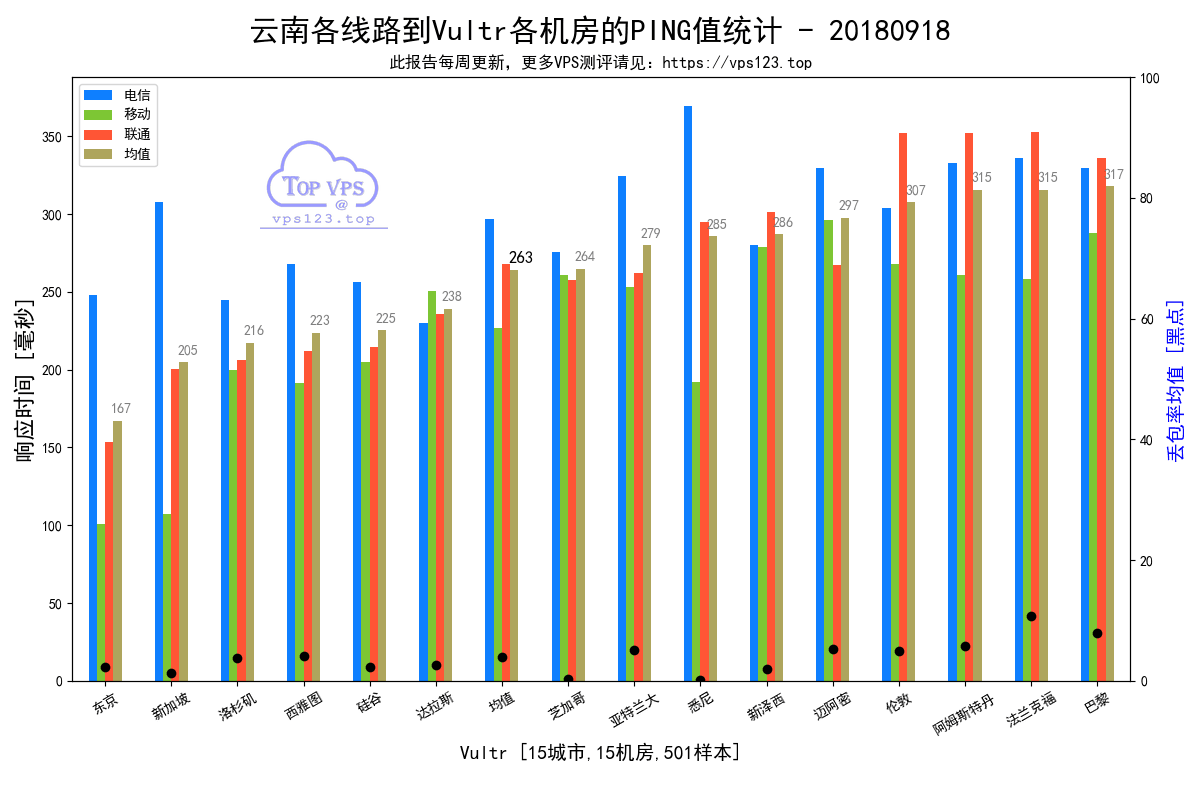 云南各线路到Vultr各机房的PING值统计 - 20180918
此报告每周更新，更多VPS测评请见：https://vps123.top
电信
移动
联通
均值
TOP VPS
@
vps123.top
响应时间 [毫秒]
350
300
250
200
150
100
50
0
167
205
216
223
225
238
263
264
279
285
286
297
307
315
315
317
100
80
60
40
20
0
丢包率均值 [黑点]
东京
新加坡
洛杉矶
西雅图
硅谷
达拉斯
均值
芝加哥
亚特兰大
悉尼
新泽西
迈阿密
伦敦
阿姆斯特丹
法兰克福
巴黎
Vultr [15城市,15机房,501样本]